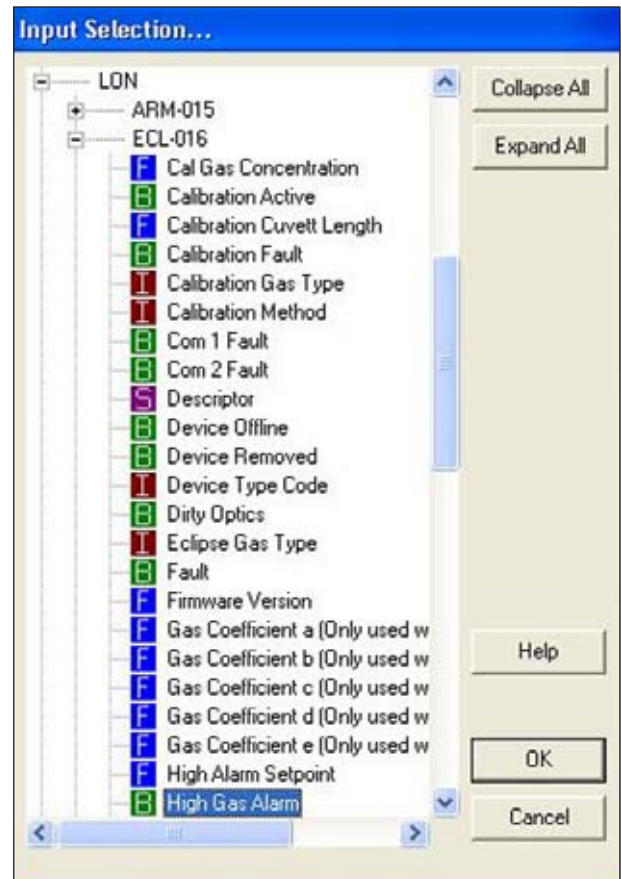 Input Selection...
LON
Collapse All
ARM-015
ECL-016
Expand All
F Cal Gas Concentration
B Calibration Active
F Calibration Cuvett Length
B Calibration Fault
I Calibration Gas Type
I Calibration Method
B Com 1 Fault
B Com 2 Fault
S Descriptor
B Device Offline
B Device Removed
I Device Type Code
B Dirty Optics
I Eclipse Gas Type
B Fault
F Firmware Version
F Gas Coefficient a (Only used w
F Gas Coefficient b (Only used w
F Gas Coefficient c (Only used w
F Gas Coefficient d (Only used w
F Gas Coefficient e (Only used w
F High Alarm Setpoint
B High Gas Alarm
Help
OK
Cancel